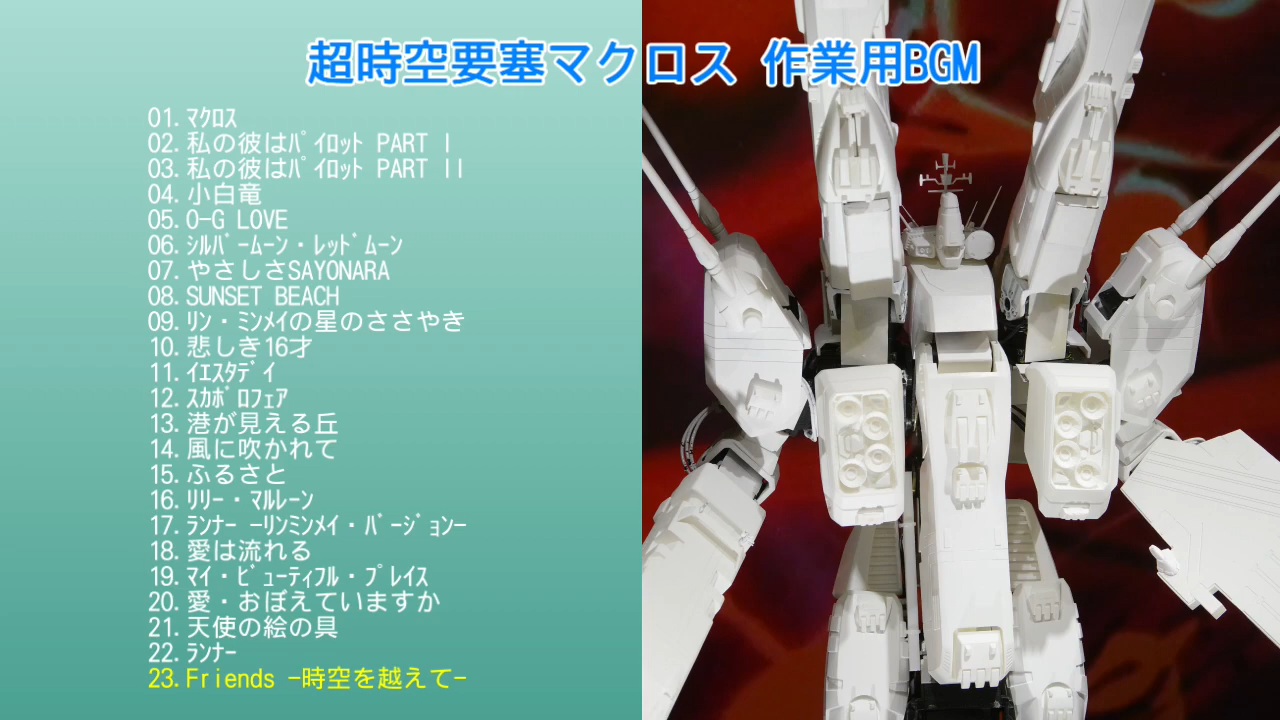 超時空要塞マクロス 作業用BGM
01.ﾏｸﾛｽ
02.私の彼はﾊﾟｲﾛｯﾄ PART I
03.私の彼はﾊﾟｲﾛｯﾄ PART II
04.小白竜
05.0-G LOVE
06.ｼﾙﾊﾞｰﾑｰﾝ・ﾚｯﾄﾞﾑｰﾝ
07.やさしさSAYONARA
08.SUNSET BEACH
09.ﾘﾝ・ﾐﾝﾒｲの星のささやき
10.悲しき16才
11.ｲｴｽﾀﾃﾞｲ
12.ｽｶﾎﾞﾛﾌｪｱ
13.港が見える丘
14.風に吹かれて
15.ふるさと
16.ﾘﾘｰ・ﾏﾙﾚｰﾝ
17.ﾗﾝﾅｰ -ﾘﾝﾐﾝﾒｲ・ﾊﾞｰｼﾞｮﾝ-
18.愛は流れる
19.ﾏｲ・ﾋﾞｭｰﾃｨﾌﾙ・ﾌﾟﾚｲｽ
20.愛・おぼえていますか
21.天使の絵の具
22.ﾗﾝﾅｰ
23.Friends -時空を越えて-